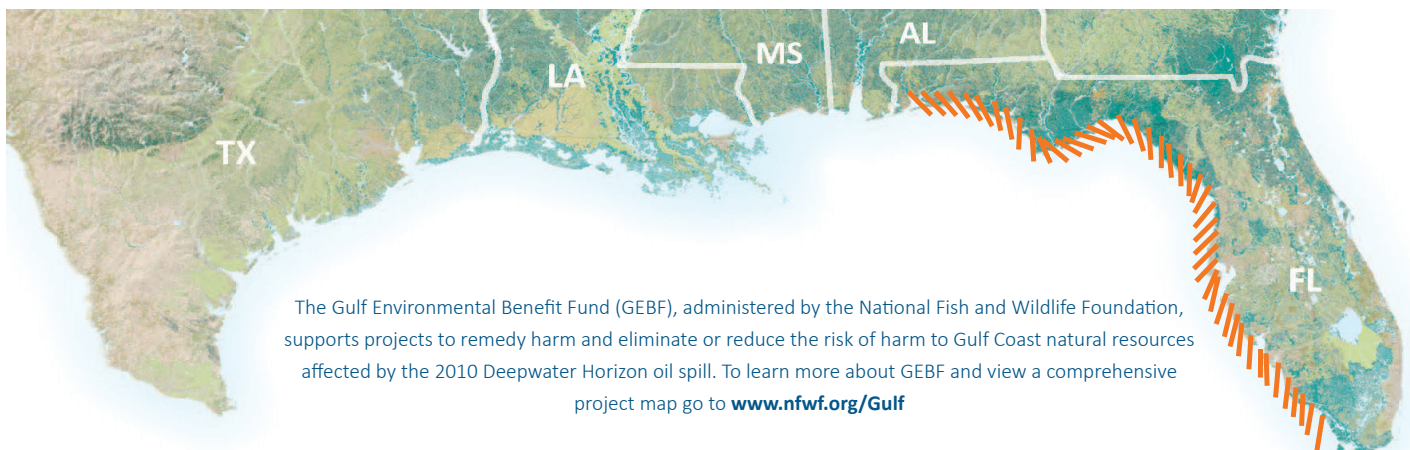 AL
MS
LA
TX
FL
The Gulf Environmental Benefit Fund (GEBF), administered by the National Fish and Wildlife Foundation,
supports projects to remedy harm and eliminate or reduce the risk of harm to Gulf Coast natural resources
affected by the 2010 Deepwater Horizon oil spill. To learn more about GEBF and view a comprehensive
project map go to www.nfwf.org/Gulf